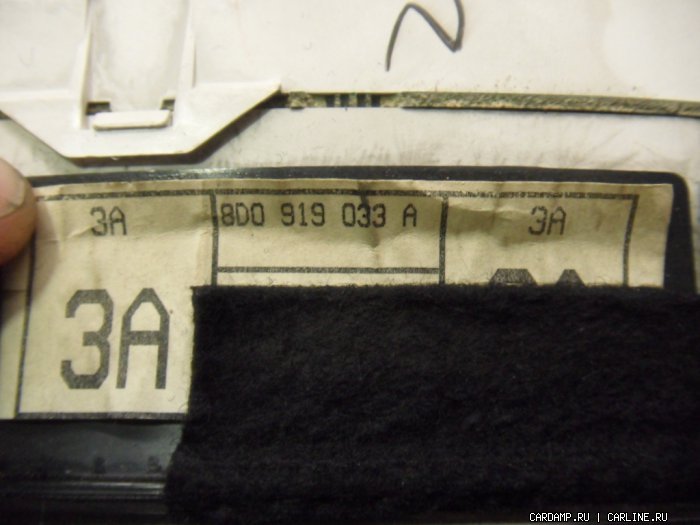 3A 8D0 919 033 A 3A
3A
CARDAMP.RU | CARLINE.RU